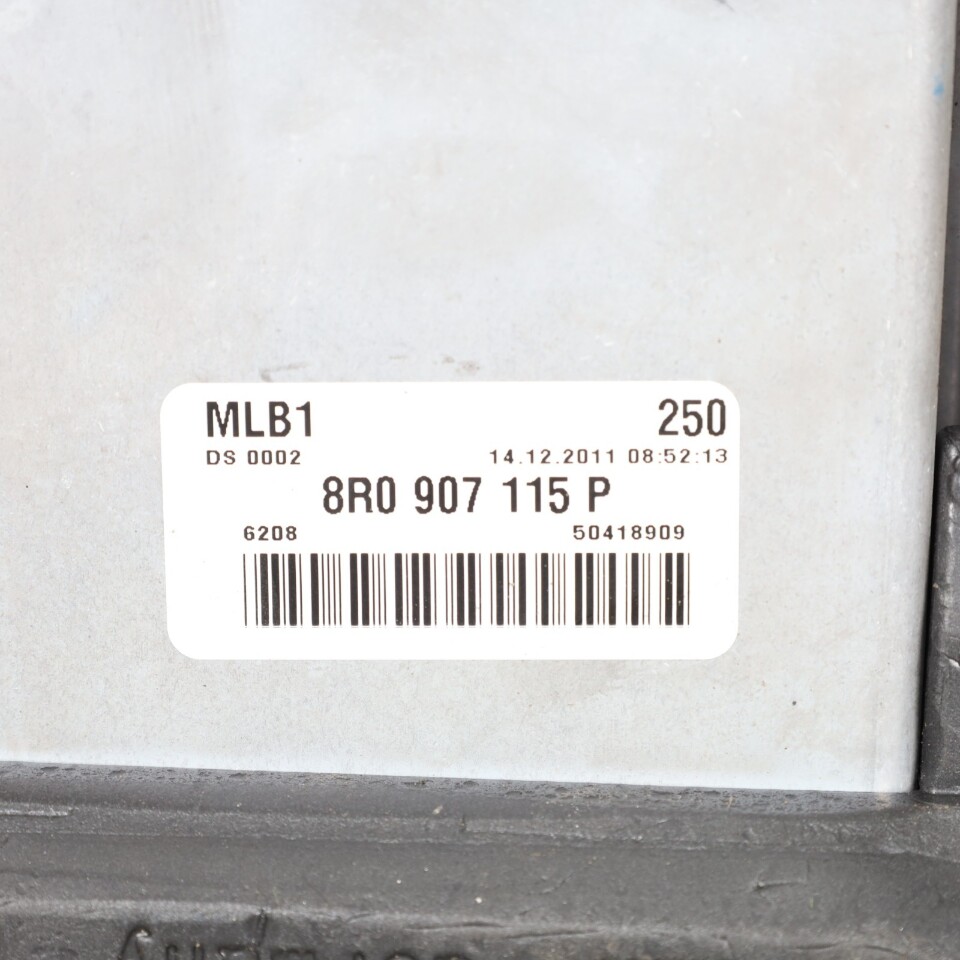 MLB1 250
DS 0002 14.12.2011 08:52:13
8R0 907 115 P
6208 50418909